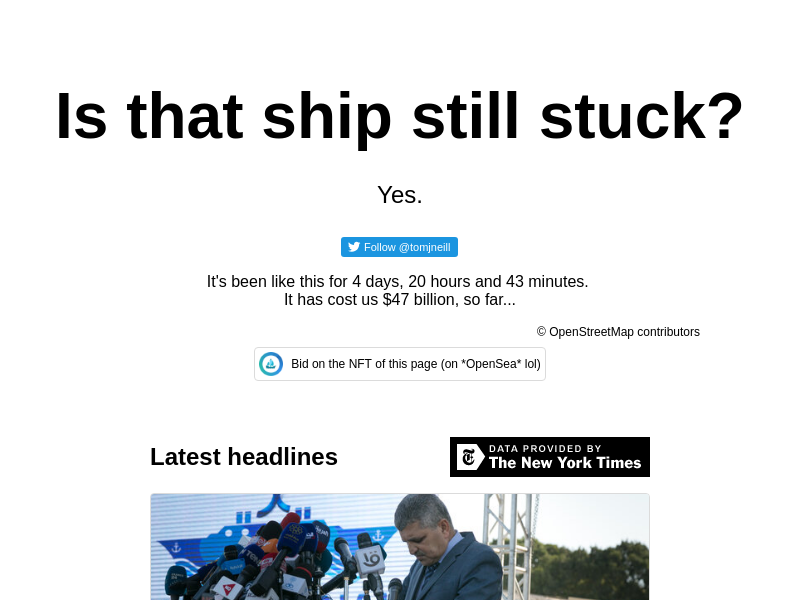 Is that ship still stuck?
Yes.
Follow @tomjneill
It's been like this for 4 days, 20 hours and 43 minutes.
It has cost us $47 billion, so far...
© OpenStreetMap contributors
Bid on the NFT of this page (on *OpenSea* lol)
Latest headlines
DATA PROVIDED BY
The New York Times